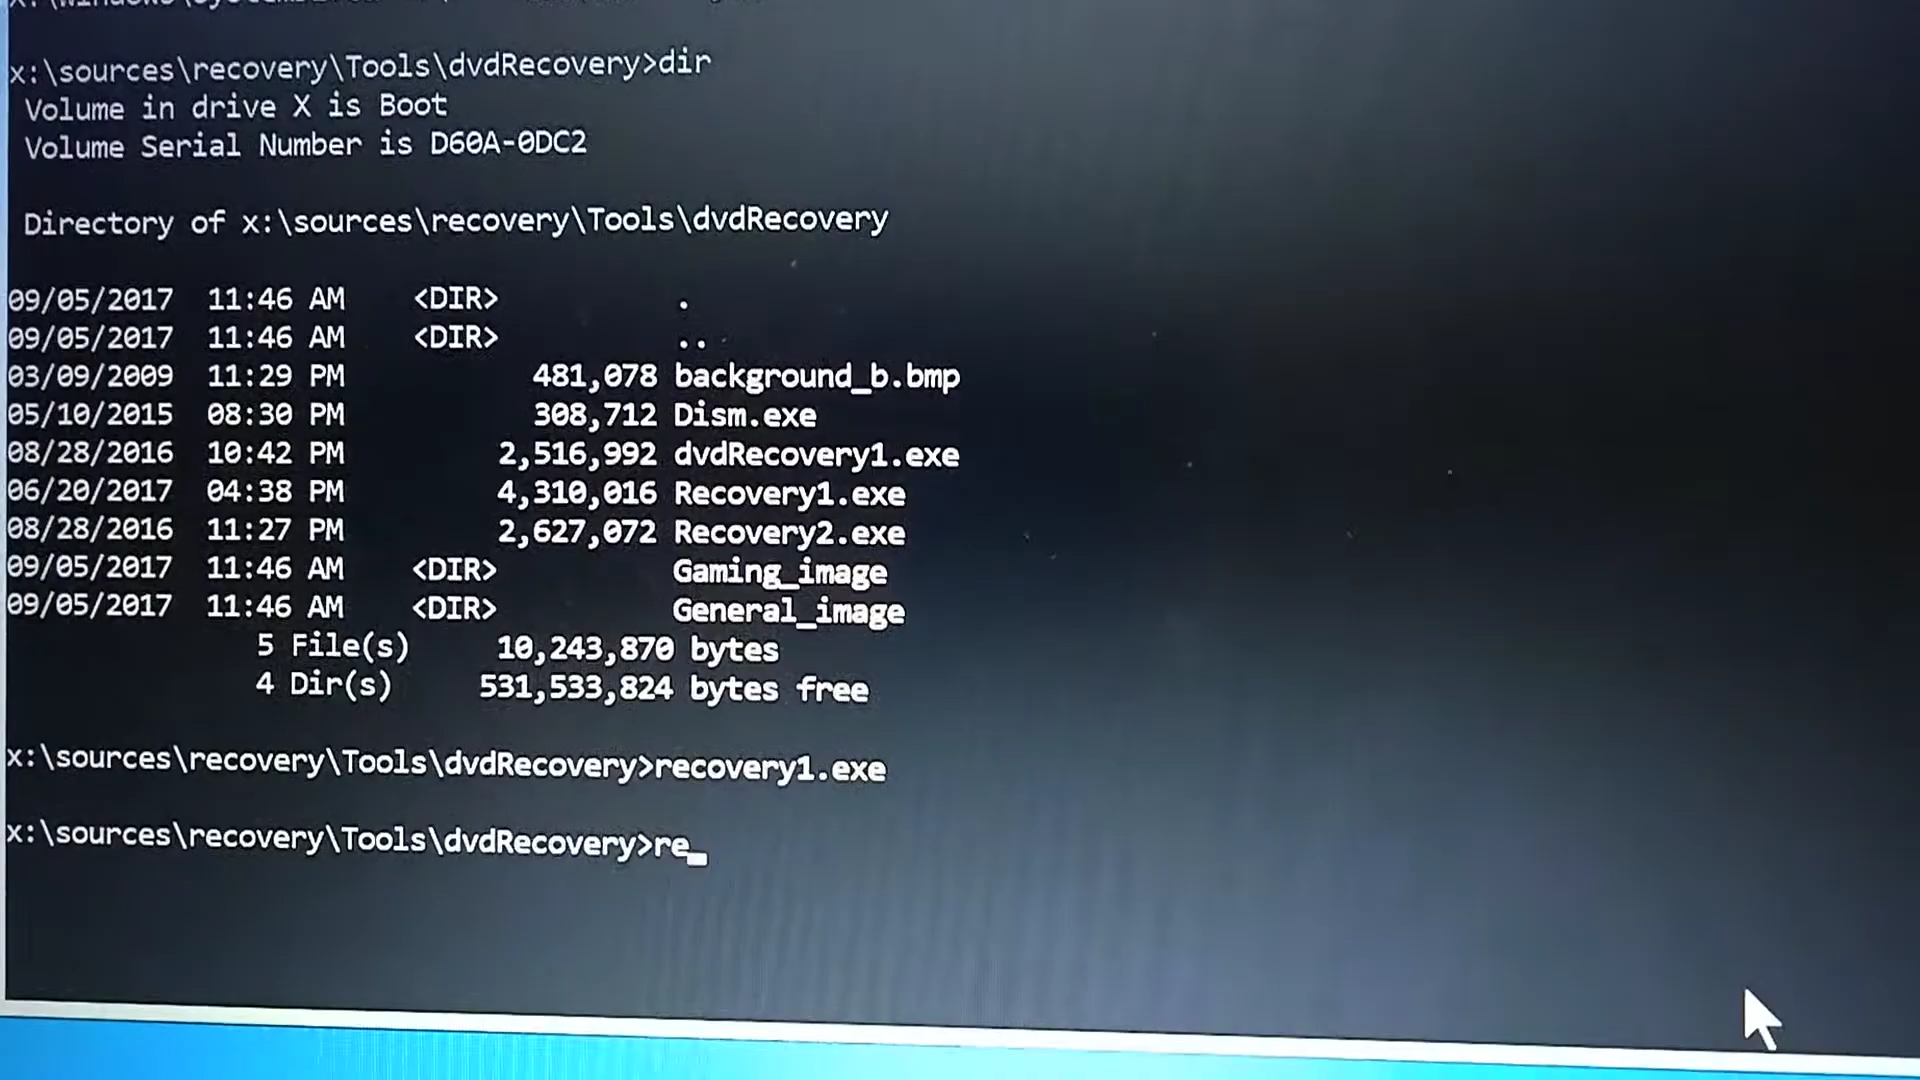 x:\sources\recovery\Tools\dvdRecovery>dir
Volume in drive X is Boot
Volume Serial Number is D60A-0DC2
Directory of x:\sources\recovery\Tools\dvdRecovery
09/05/2017 11:46 AM <DIR> .
09/05/2017 11:46 AM <DIR> ..
03/09/2009 11:29 PM 481,078 background_b.bmp
05/10/2015 08:30 PM 308,712 Dism.exe
08/28/2016 10:42 PM 2,516,992 dvdRecovery1.exe
06/20/2017 04:38 PM 4,310,016 Recovery1.exe
08/28/2016 11:27 PM 2,627,072 Recovery2.exe
09/05/2017 11:46 AM <DIR> Gaming_image
09/05/2017 11:46 AM <DIR> General_image
5 File(s) 10,243,870 bytes
4 Dir(s) 531,533,824 bytes free
x:\sources\recovery\Tools\dvdRecovery>recovery1.exe
x:\sources\recovery\Tools\dvdRecovery>re